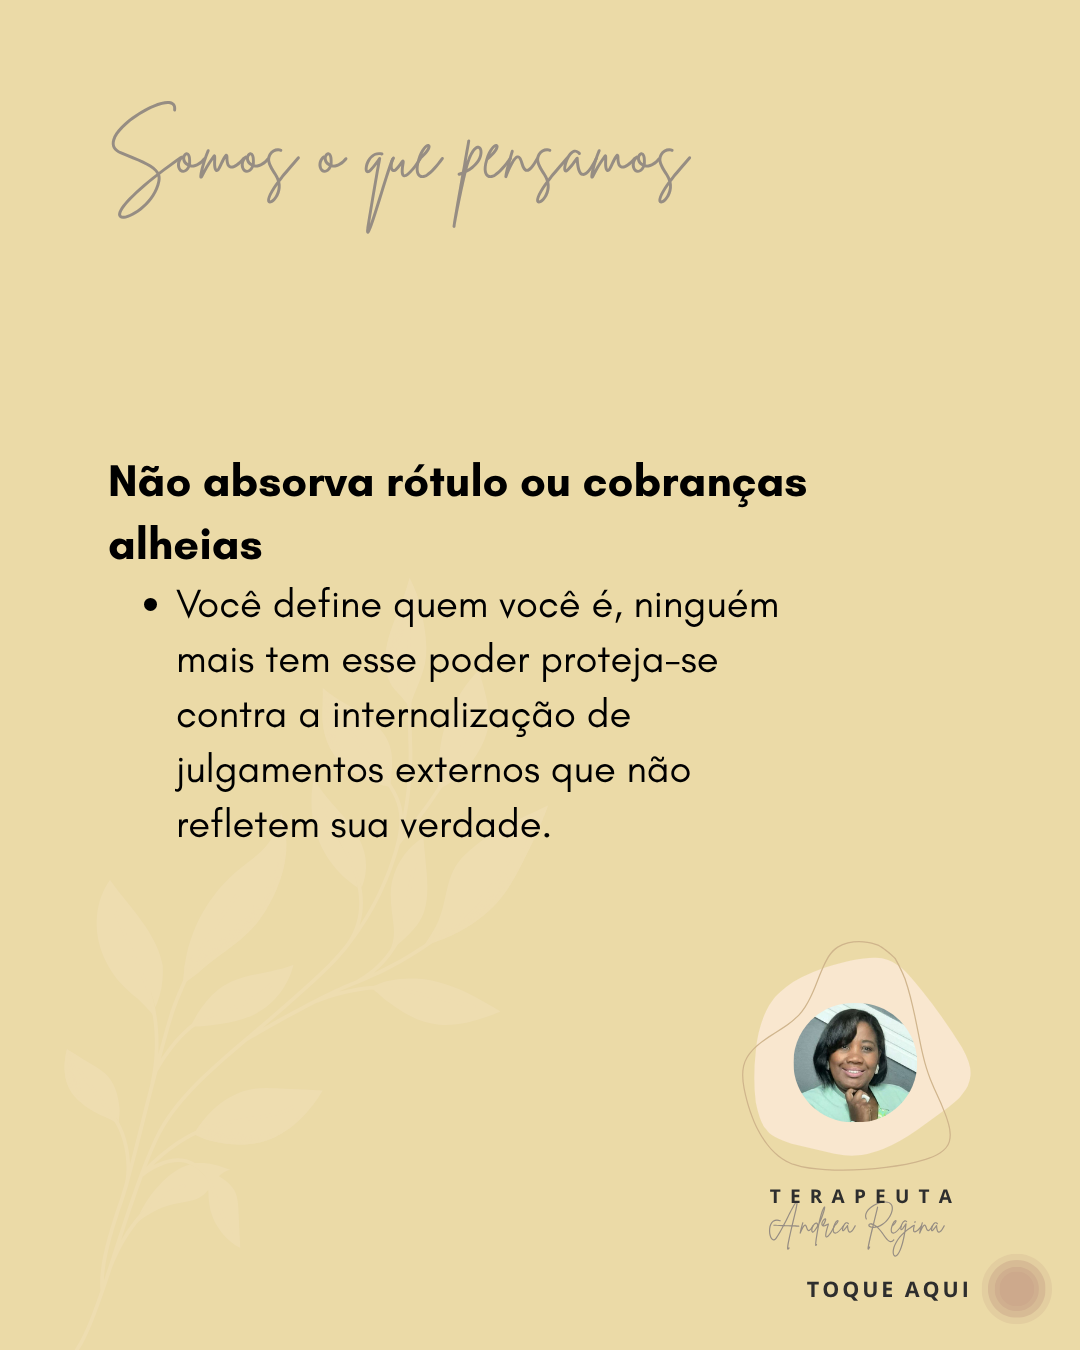 Somos o que pensamos
Não absorva rótulo ou cobranças
alheias
• Você define quem você é, ninguém
mais tem esse poder proteja-se
contra a internalização de
julgamentos externos que não
refletem sua verdade.
TERAPEUTA
Andrea Regina
TOQUE AQUI